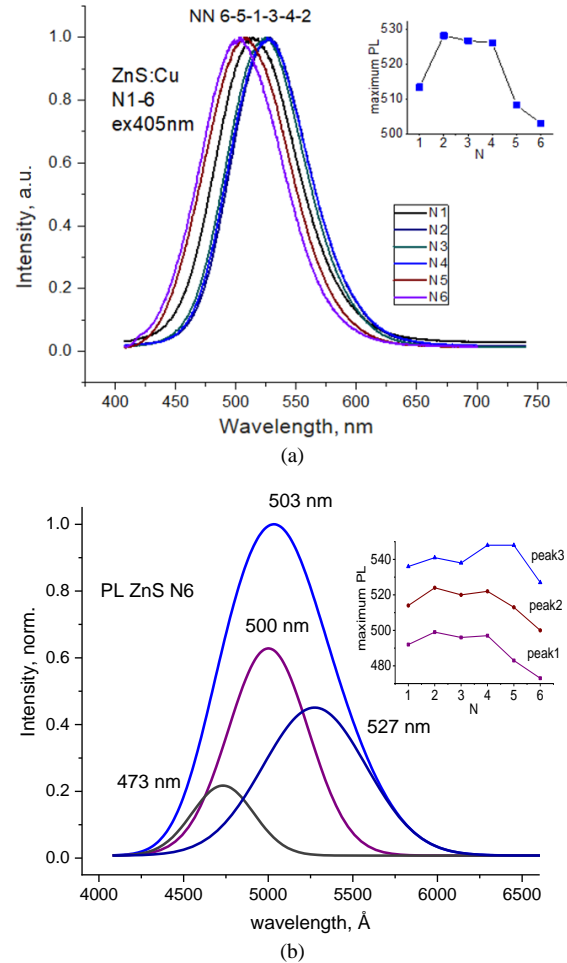 NN 6-5-1-3-4-2
ZnS:Cu
N1-6
ex405nm
Intensity, a.u.
1.0
0.8
0.6
0.4
0.2
0.0
400 450 500 550 600 650 700 750
Wavelength, nm
maximum PL
530
520
510
500
1 2 3 4 5 6
N
N 1
N2
N3
N4
N5
N6
(a)
503 nm
PL ZnS N6
500 nm
527 nm
473 nm
Intensity, norm.
1.0
0.8
0.6
0.4
0.2
0.0
4000 4500 5000 5500 6000 6500
wavelength, Å
maximum PL
540
520
500
480
1 2 3 4 5 6
N
peak3
peak2
peak1
(b)